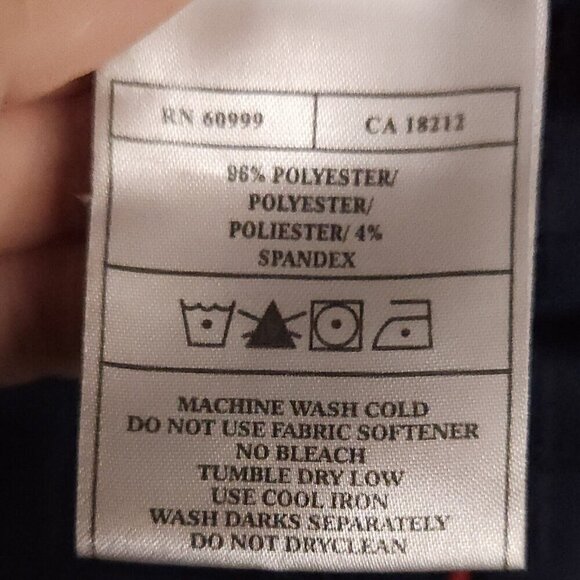 RN 60999 CA 18212
96% POLYESTER/
POLYESTER/
POLIESTER/ 4%
SPANDEX
MACHINE WASH COLD
DO NOT USE FABRIC SOFTENER
NO BLEACH
TUMBLE DRY LOW
USE COOL IRON
WASH DARKS SEPARATELY
DO NOT DRYCLEAN